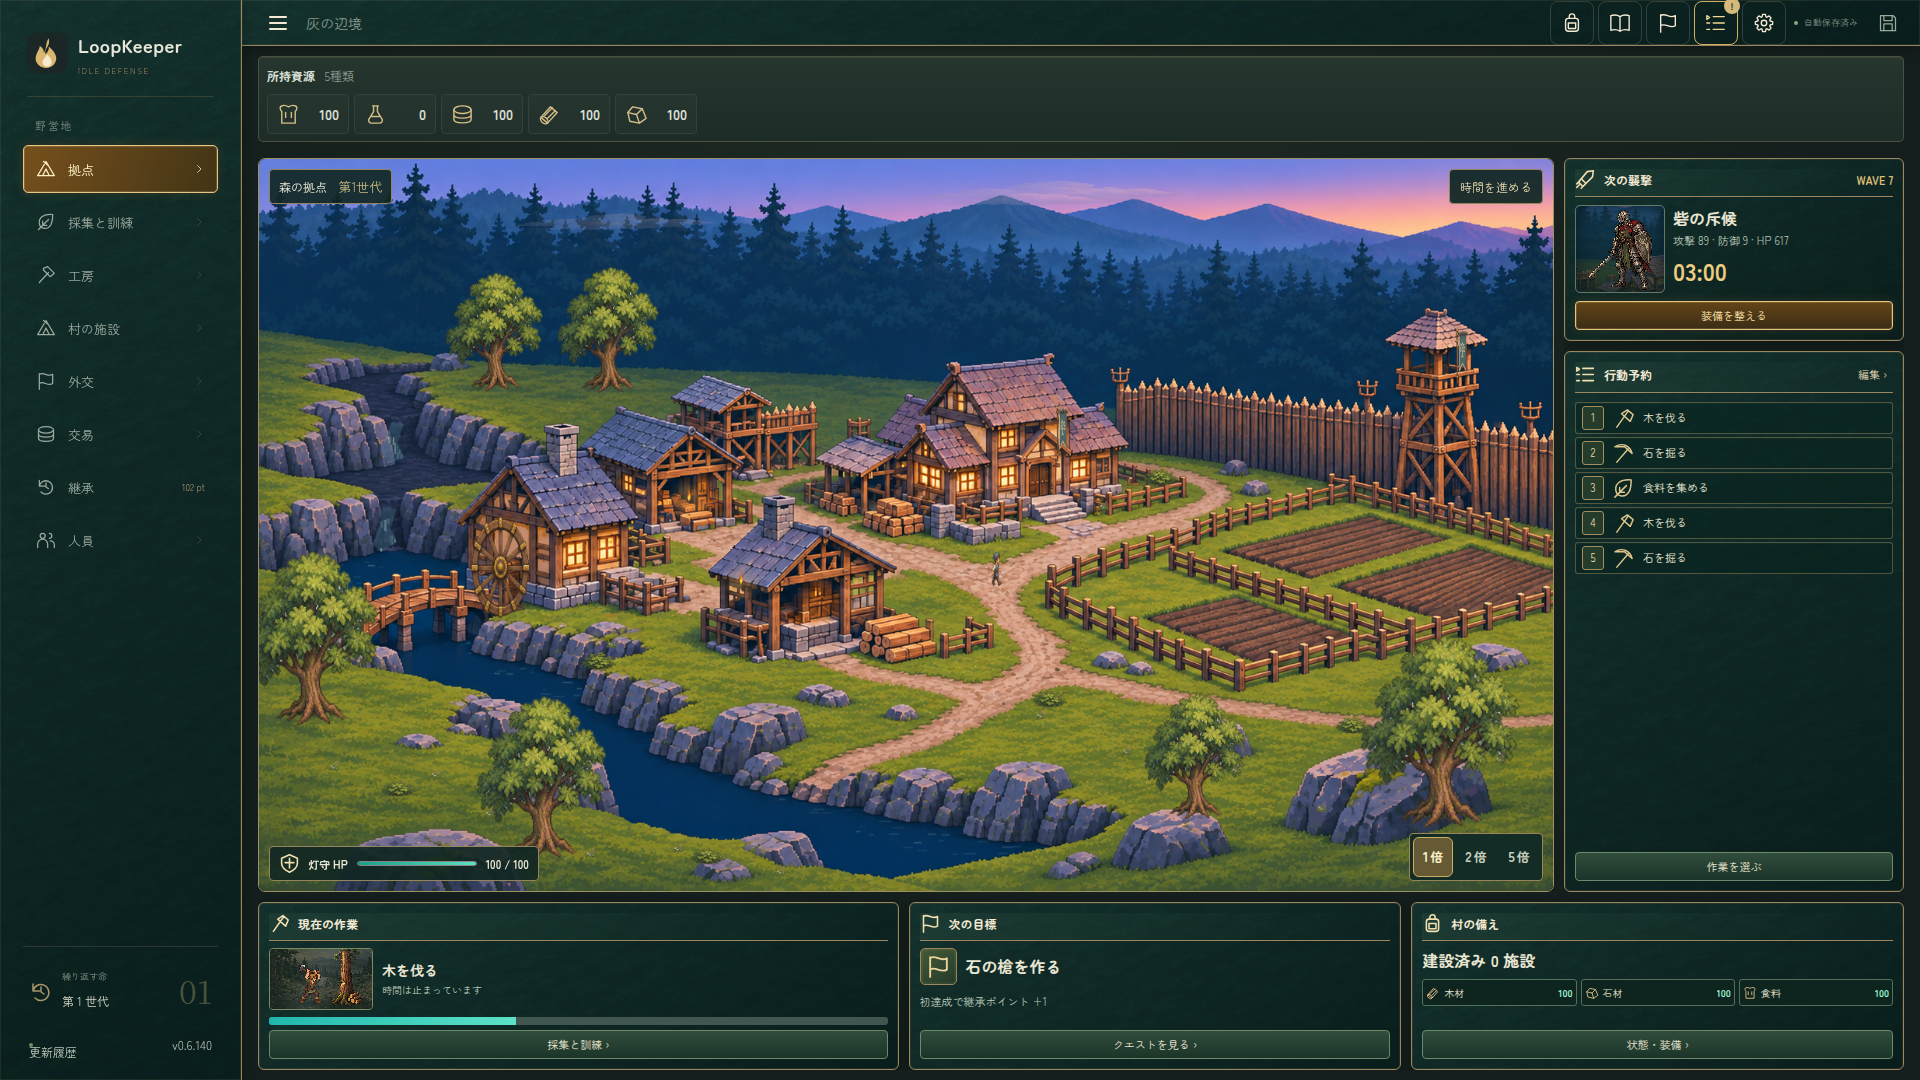 LoopKeeper
IDLE DEFENSE
野営地
拠点
採集と訓練
工房
村の施設
外交
交易
継承 102 pt
人員
繰り返す命
第 1 世代
01
更新履歴 v0.6.140
灰の辺境
!
自動保存済み
所持資源 5種類
100 0 100 100 100
森の拠点 第1世代
時間を進める
灯守 HP 100 / 100
1倍 2倍 5倍
次の襲撃 WAVE 7
砦の斥候
攻撃 89 · 防御 9 · HP 617
03:00
装備を整える
行動予約 編集 ›
1 木を伐る
2 石を掘る
3 食料を集める
4 木を伐る
5 石を掘る
作業を選ぶ
現在の作業
木を伐る
時間は止まっています
採集と訓練 ›
次の目標
石の槍を作る
初達成で継承ポイント +1
クエストを見る ›
村の備え
建設済み 0 施設
木材 100 石材 100 食料 100
状態・装備 ›